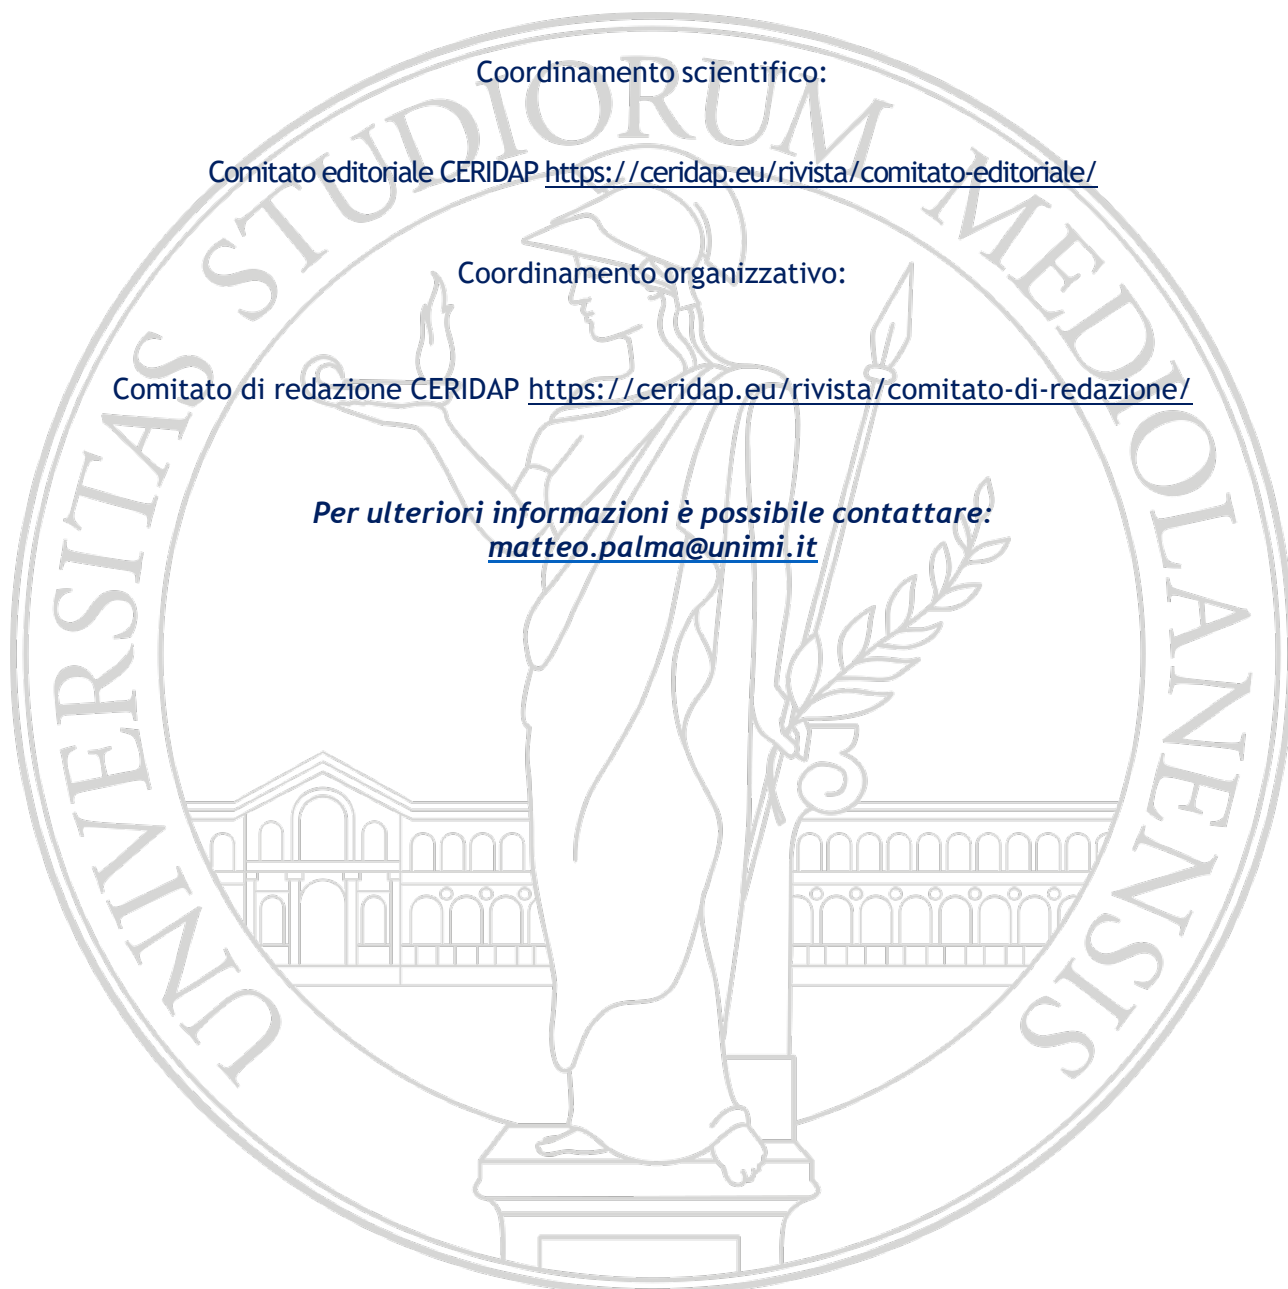 Coordinamento scientifico:
Comitato editoriale CERIDAP https://ceridap.eu/rivista/comitato-editoriale/
Coordinamento organizzativo:
Comitato di redazione CERIDAP https://ceridap.eu/rivista/comitato-di-redazione/
Per ulteriori informazioni è possibile contattare:
matteo.palma@unimi.it
UNIVERSITAS STUDIORUM MEDIOLANENSIS